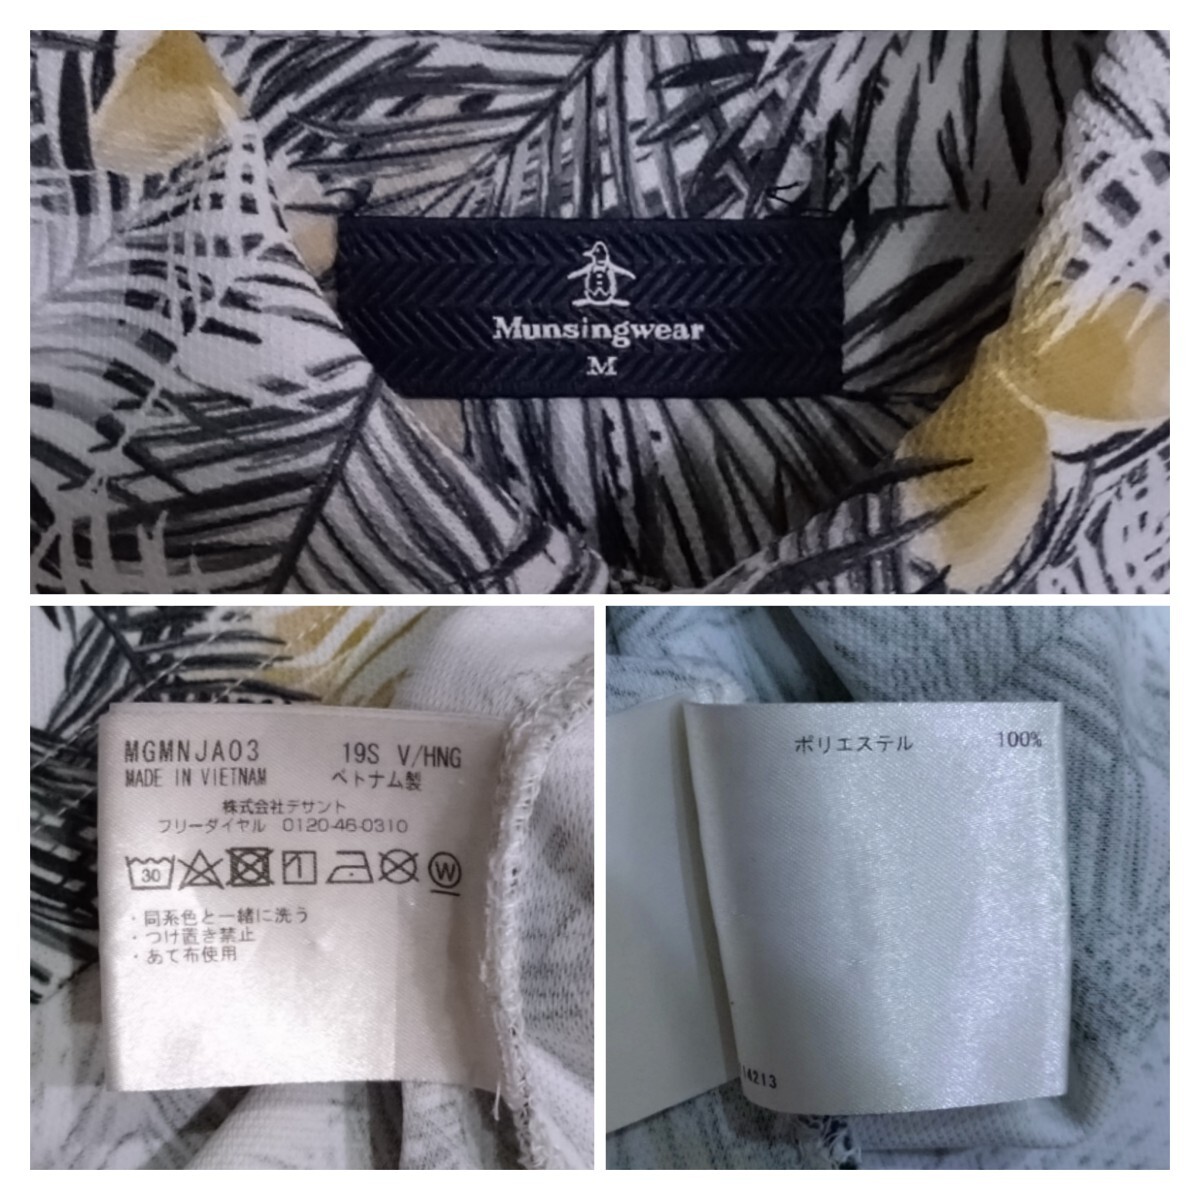 Munsingwear
M
MGMNJA03 19S V/HNG
MADE IN VIETNAM ベトナム製
株式会社デサント
フリーダイヤル 0120-46-0310
30 W
・同系色と一緒に洗う
・つけ置き禁止
・あて布使用
ポリエステル 100%
14213